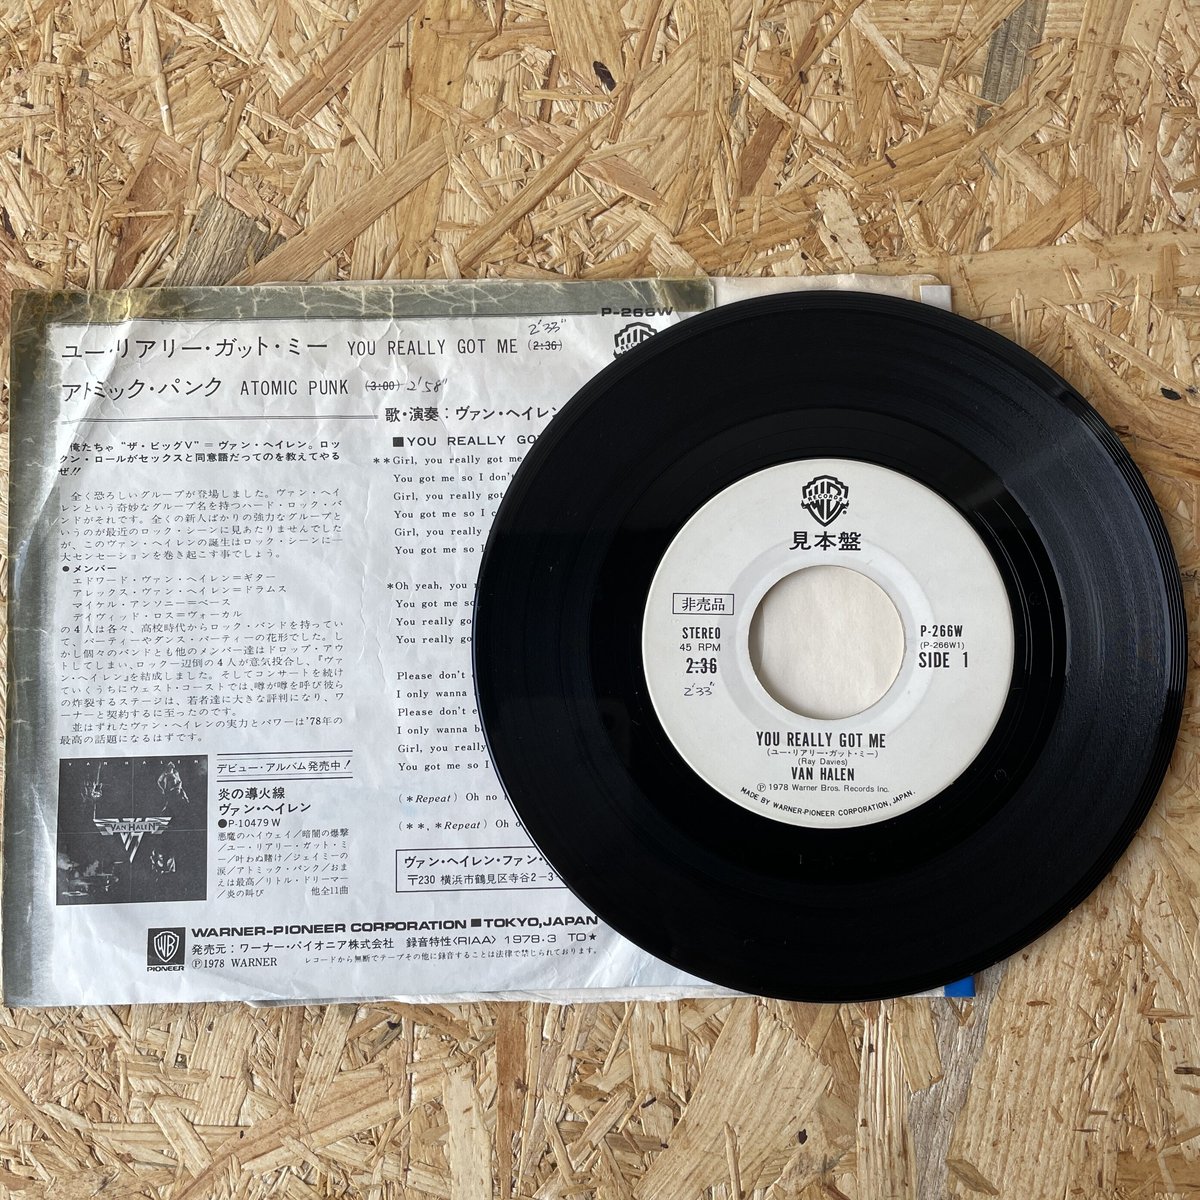 P-266W
2'33"
ユー・リアリー・ガット・ミー YOU REALLY GOT ME (2:36)
アトミック・パンク ATOMIC PUNK (3:00) 2'58"
歌・演奏：ヴァン・ヘイレン
俺たちゃ“ザ・ビッグV”＝ヴァン・ヘイレン。ロッ
クン・ロールがセックスと同意語だってのを教えてやる
ぜ!!
全く恐ろしいグループが登場しました。ヴァン・ヘイ
レンという奇妙なグループ名を持つハード・ロック・バ
ンドがそれです。全くの新人ばかりの強力なグループと
いうのが最近のロック・シーンに見あたりませんでした
が、このヴァン・ヘイレンの誕生はロック・シーンに一
大センセーションを巻き起こす事でしょう。
●メンバー
エドワード・ヴァン・ヘイレン＝ギター
アレックス・ヴァン・ヘイレン＝ドラムス
マイケル・アンソニー＝ベース
デイヴィッド・ロス＝ヴォーカル
の4人は各々、高校時代からロック・バンドを持ってい
て、パーティーやダンス・パーティーの花形でした。し
かし個々のバンドとも他のメンバー達はドロップ・アウ
トしてしまい、ロック一辺倒の4人が意気投合し、『ヴァ
ン・ヘイレン』を結成しました。そしてコンサートを続け
ていくうちにウェスト・コーストでは、噂が噂を呼び彼ら
の炸裂するステージは、若者達に大きな評判になり、ワ
ーナーと契約するに至ったのです。
並はずれたヴァン・ヘイレンの実力とパワーは'78年の
最高の話題になるはずです。
■YOU REALLY GO
**Girl, you really got me
You got me so I don't
Girl, you really got
You got me so I c
Girl, you really
You got me so
*Oh yeah, you r
You got me so
You really go
You really go
Please don't
I only wanna
Please don't e
I only wanna b
Girl, you really
You got me so I
(*Repeat) Oh no
(**, *Repeat) Oh o
VAN HALEN
VAN HALEN
デビュー・アルバム発売中！
炎の導火線
ヴァン・ヘイレン
●P-10479W
悪魔のハイウェイ／暗闇の爆撃
／ユー・リアリー・ガット・ミ
ー／叶わぬ賭け／ジェイミーの
涙／アトミック・パンク／おま
えは最高／リトル・ドリーマー
／炎の叫び 他全11曲
ヴァン・ヘイレン・ファン・
〒230 横浜市鶴見区寺谷2-3-
WB
PIONEER
WARNER-PIONEER CORPORATION ■TOKYO,JAPAN
発売元：ワーナー・パイオニア株式会社 録音特性〈RIAA〉1978・3 TO★
Ⓟ1978 WARNER レコードから無断でテープその他に録音することは法律で禁じられております。
RECORDS
見本盤
非売品
STEREO
45 RPM
2:36
2'33"
P-266W
(P-266W1)
SIDE 1
YOU REALLY GOT ME
(ユー・リアリー・ガット・ミー)
(Ray Davies)
VAN HALEN
Ⓟ1978 Warner Bros. Records Inc.
MADE BY WARNER-PIONEER CORPORATION, JAPAN.